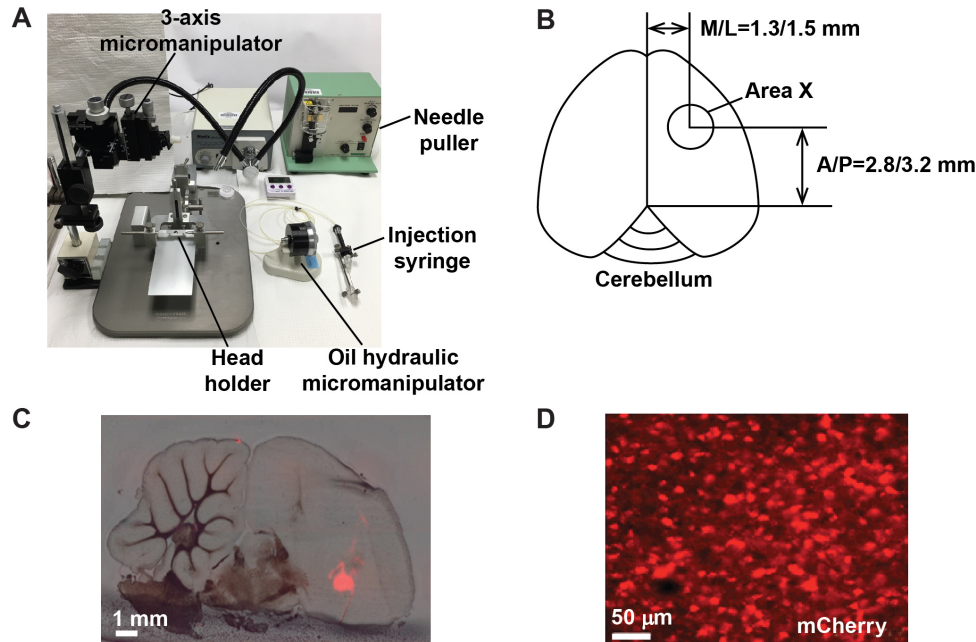 A
3-axis
micromanipulator
Needle
puller
Injection
syringe
Head
holder
Oil hydraulic
micromanipulator
B
M/L=1.3/1.5 mm
Area X
A/P=2.8/3.2 mm
Cerebellum
C
1 mm
D
50 μm
mCherry